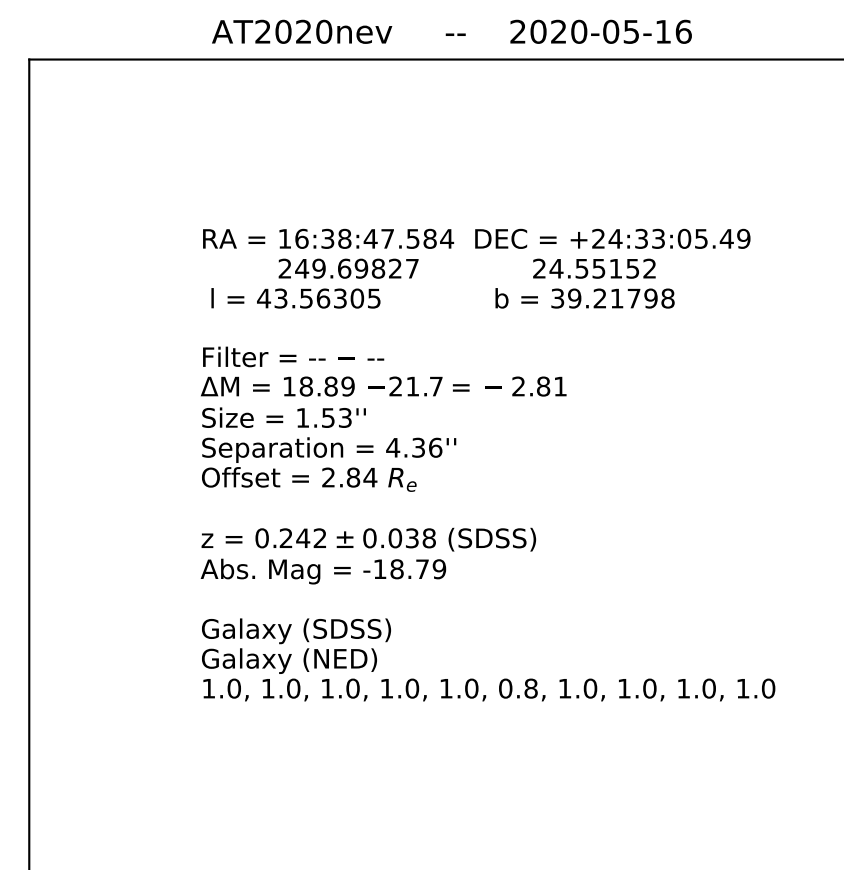 AT2020nev -- 2020-05-16
RA = 16:38:47.584 DEC = +24:33:05.49
249.69827 24.55152
l = 43.56305 b = 39.21798
Filter = -- − --
ΔM = 18.89 −21.7 = − 2.81
Size = 1.53''
Separation = 4.36''
Offset = 2.84 Rₑ
z = 0.242 ± 0.038 (SDSS)
Abs. Mag = -18.79
Galaxy (SDSS)
Galaxy (NED)
1.0, 1.0, 1.0, 1.0, 1.0, 0.8, 1.0, 1.0, 1.0, 1.0